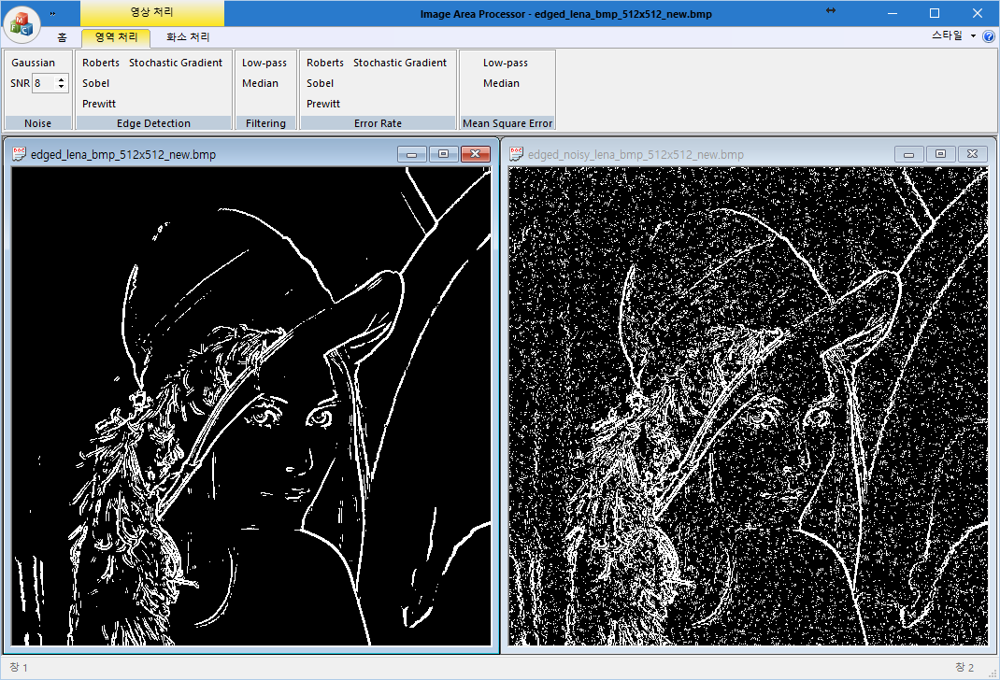 영상 처리
Image Area Processor - edged_lena_bmp_512x512_new.bmp
MFC
홈 영역 처리 화소 처리 스타일
Gaussian
SNR 8
Noise
Roberts Stochastic Gradient
Sobel
Prewitt
Edge Detection
Low-pass
Median
Filtering
Roberts Stochastic Gradient
Sobel
Prewitt
Error Rate
Low-pass
Median
Mean Square Error
edged_lena_bmp_512x512_new.bmp
edged_noisy_lena_bmp_512x512_new.bmp
창 1
창 2